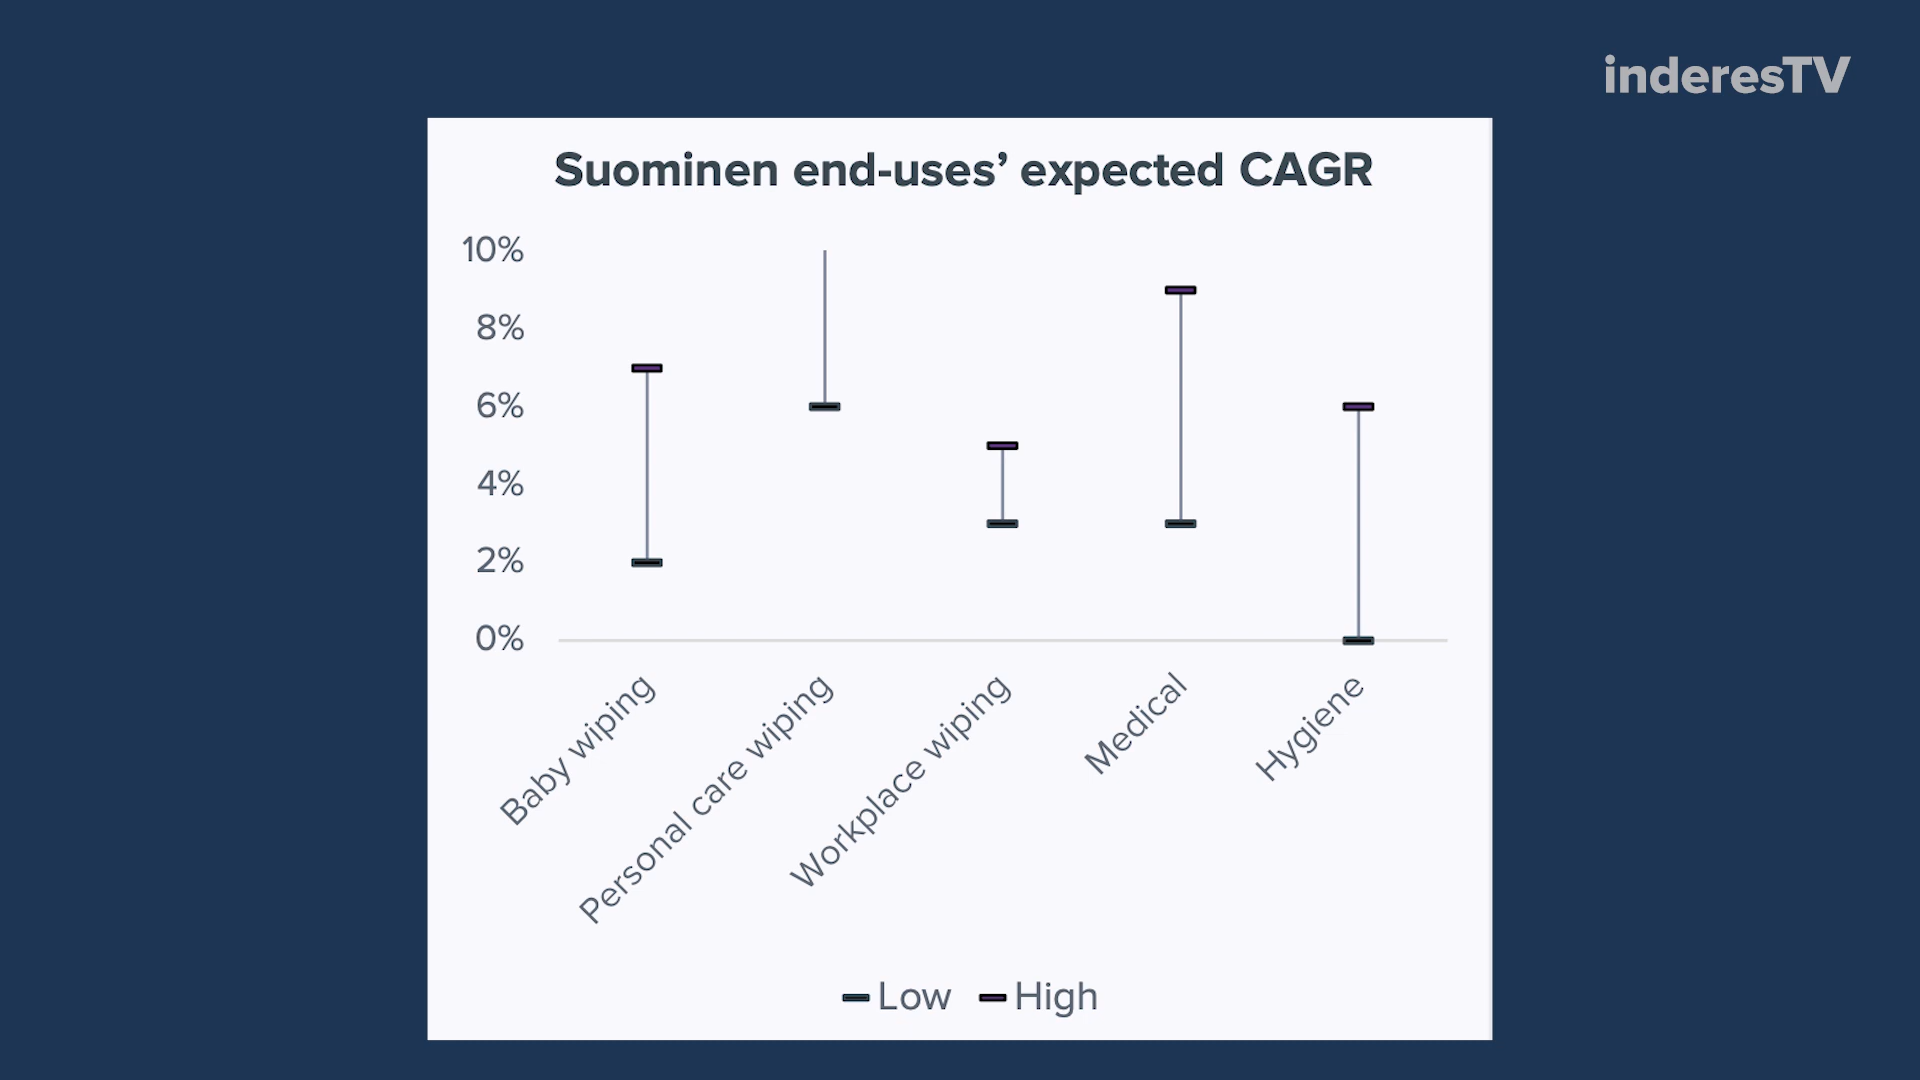 inderesTV
Suominen end-uses’ expected CAGR
10%
8%
6%
4%
2%
0%
Baby wiping
Personal care wiping
Workplace wiping
Medical
Hygiene
Low High